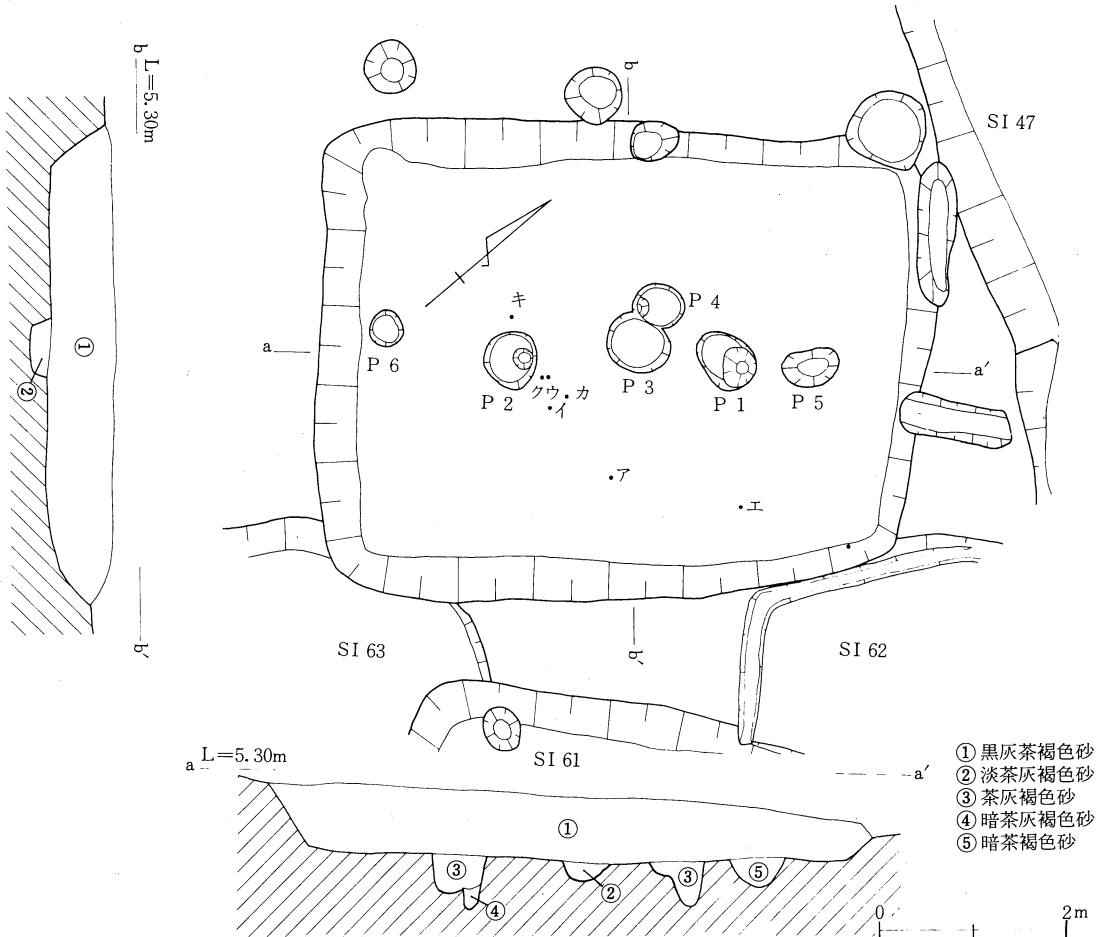 b L=5.30m
b
SI 47
キ
P 4
a
a′
P 6
P 2
クウ カ
イ
P 3
P 1
P 5
①
②
ア
エ
b′
b′
SI 63
SI 62
SI 61
a L=5.30m
a′
①
③
④
②
③
⑤
① 黒灰茶褐色砂
② 淡茶灰褐色砂
③ 茶灰褐色砂
④ 暗茶灰褐色砂
⑤ 暗茶褐色砂
0 2m